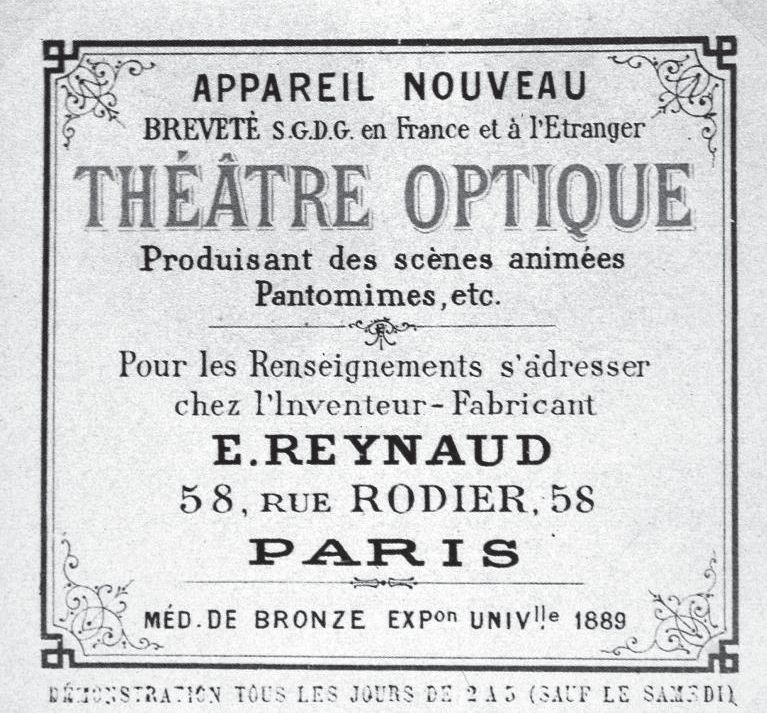 APPAREIL NOUVEAU
BREVETÉ S.G.D.G. en France et à l'Etranger
THÉÂTRE OPTIQUE
Produisant des scènes animées
Pantomimes, etc.
Pour les Renseignements s'adresser
chez l'Inventeur-Fabricant
E. REYNAUD
58, RUE RODIER, 58
PARIS
MÉD. DE BRONZE EXPon UNIVlle 1889
DÉMONSTRATION TOUS LES JOURS DE 2 A 5 (SAUF LE SAMEDI)